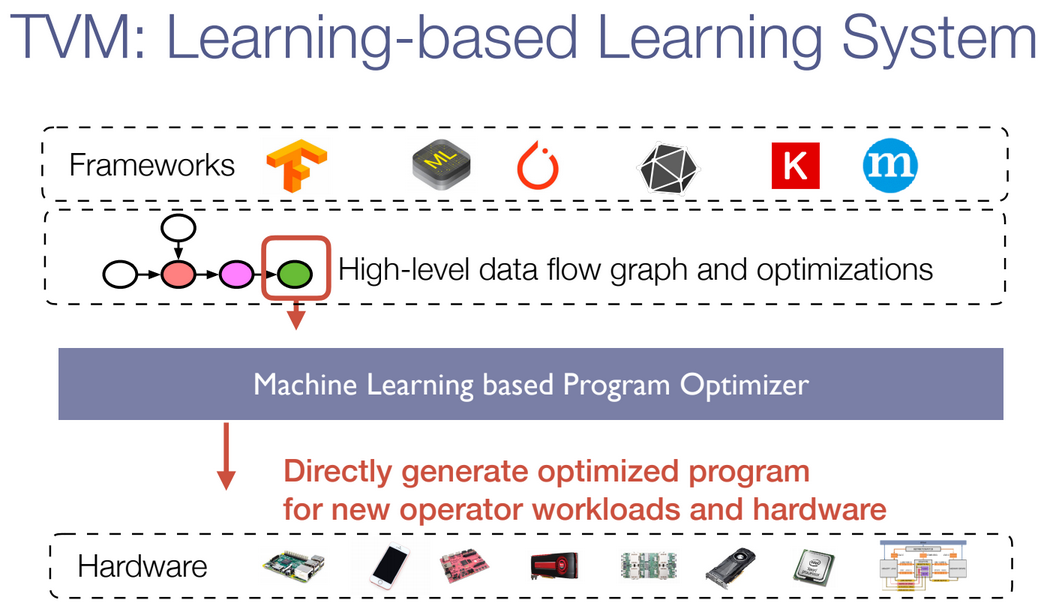 TVM: Learning-based Learning System
Frameworks
ML
K
m
High-level data flow graph and optimizations
Machine Learning based Program Optimizer
Directly generate optimized program
for new operator workloads and hardware
Hardware